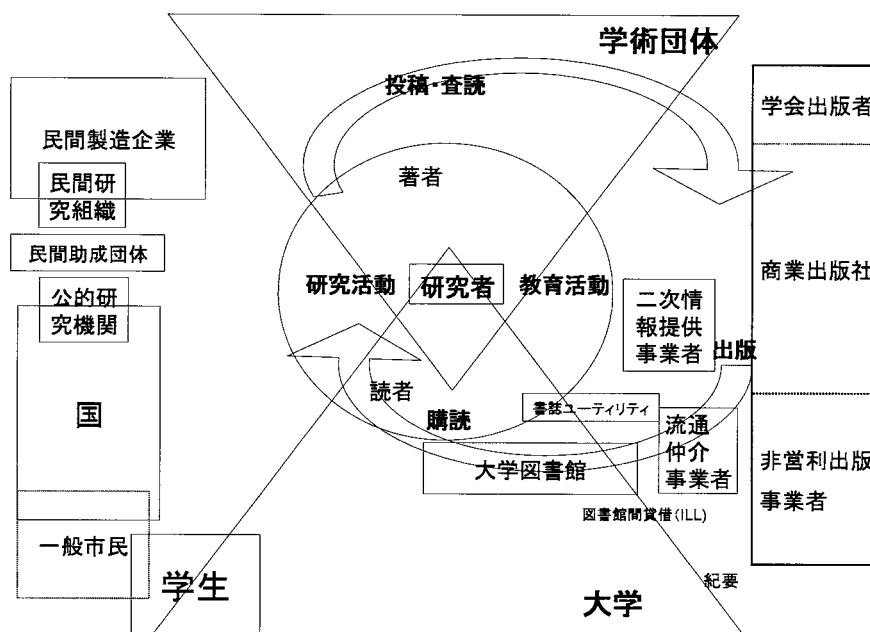 学術団体
投稿・査読
学会出版者
民間製造企業
民間研
究組織
著者
民間助成団体
研究活動
研究者
教育活動
商業出版社
公的研
究機関
二次情
報提供
事業者
出版
読者
国
購読
書誌ユーティリティ
流通
仲介
事業者
大学図書館
非営利出版
事業者
図書館間貸借(ILL)
一般市民
学生
紀要
大学